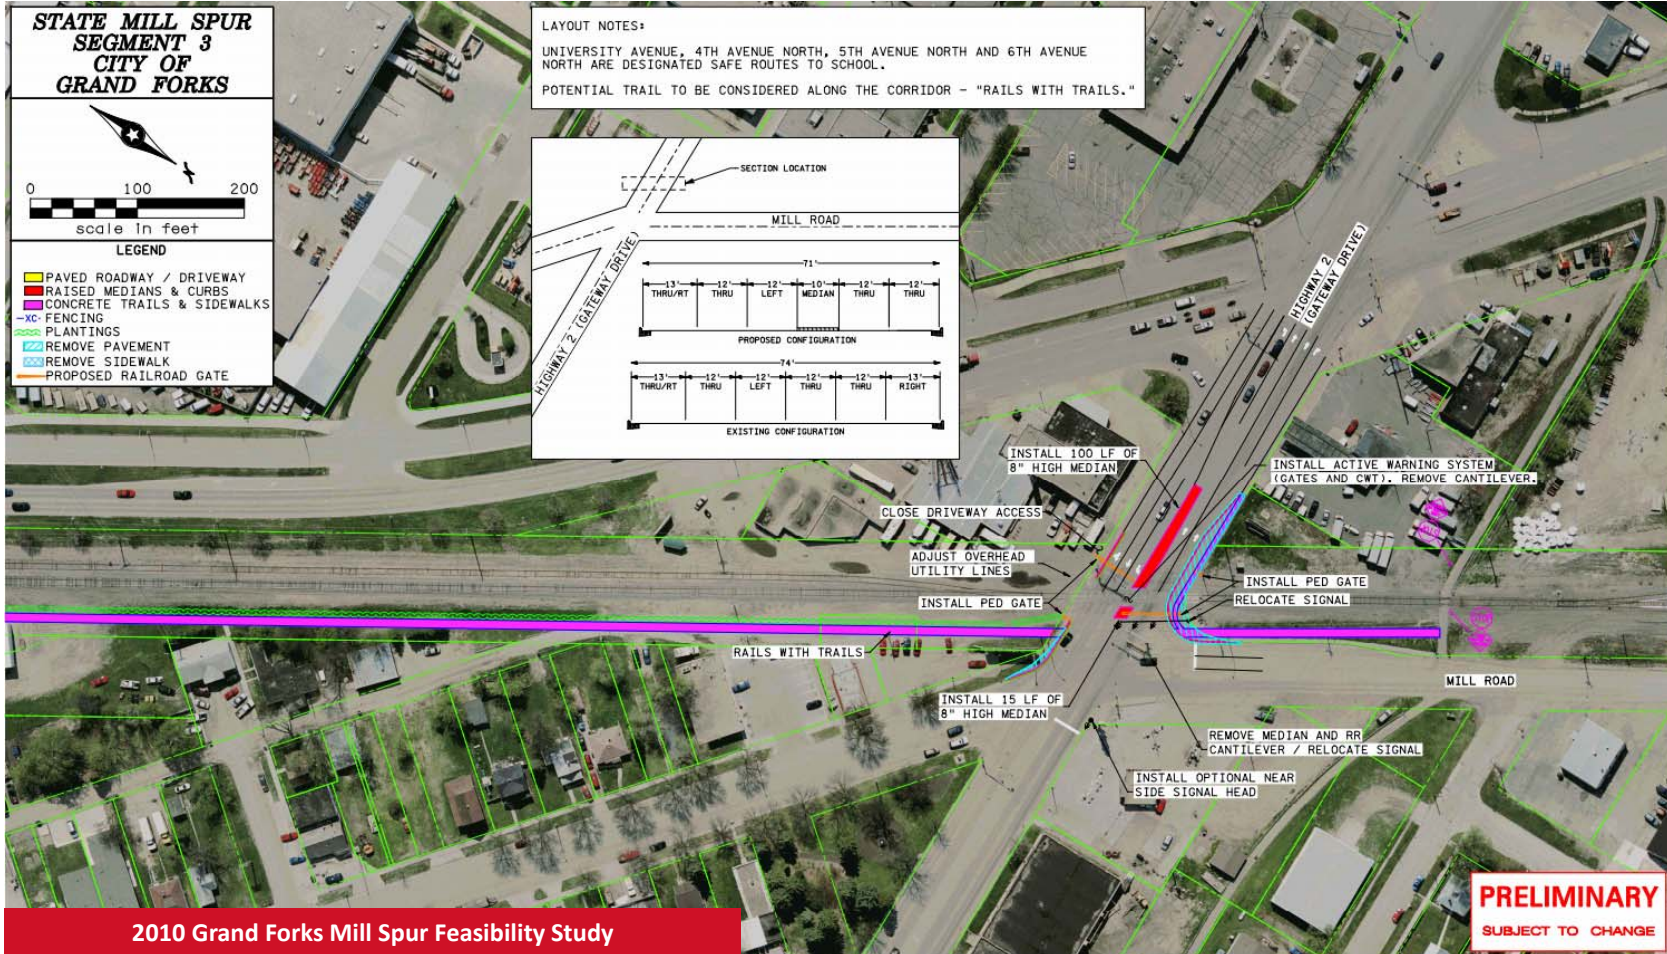 STATE MILL SPUR
SEGMENT 3
CITY OF
GRAND FORKS
0 100 200
scale in feet
LEGEND
PAVED ROADWAY / DRIVEWAY
RAISED MEDIANS & CURBS
CONCRETE TRAILS & SIDEWALKS
-XC- FENCING
PLANTINGS
REMOVE PAVEMENT
REMOVE SIDEWALK
PROPOSED RAILROAD GATE
LAYOUT NOTES:
UNIVERSITY AVENUE, 4TH AVENUE NORTH, 5TH AVENUE NORTH AND 6TH AVENUE
NORTH ARE DESIGNATED SAFE ROUTES TO SCHOOL.
POTENTIAL TRAIL TO BE CONSIDERED ALONG THE CORRIDOR - "RAILS WITH TRAILS."
SECTION LOCATION
MILL ROAD
HIGHWAY 2 (GATEWAY DRIVE)
71'
13' 12' 12' 10' 12' 12'
THRU/RT THRU LEFT MEDIAN THRU THRU
PROPOSED CONFIGURATION
74'
13' 12' 12' 12' 12' 13'
THRU/RT THRU LEFT THRU THRU RIGHT
EXISTING CONFIGURATION
HIGHWAY 2
(GATEWAY DRIVE)
INSTALL 100 LF OF
8" HIGH MEDIAN
INSTALL ACTIVE WARNING SYSTEM
(GATES AND CWT). REMOVE CANTILEVER.
CLOSE DRIVEWAY ACCESS
ADJUST OVERHEAD
UTILITY LINES
INSTALL PED GATE
INSTALL PED GATE
RELOCATE SIGNAL
RAILS WITH TRAILS
MILL ROAD
INSTALL 15 LF OF
8" HIGH MEDIAN
REMOVE MEDIAN AND RR
CANTILEVER / RELOCATE SIGNAL
INSTALL OPTIONAL NEAR
SIDE SIGNAL HEAD
2010 Grand Forks Mill Spur Feasibility Study
PRELIMINARY
SUBJECT TO CHANGE